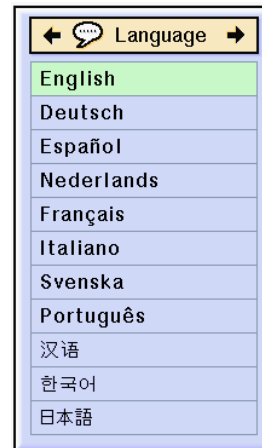 Language
English
Deutsch
Español
Nederlands
Français
Italiano
Svenska
Português
汉语
한국어
日本語